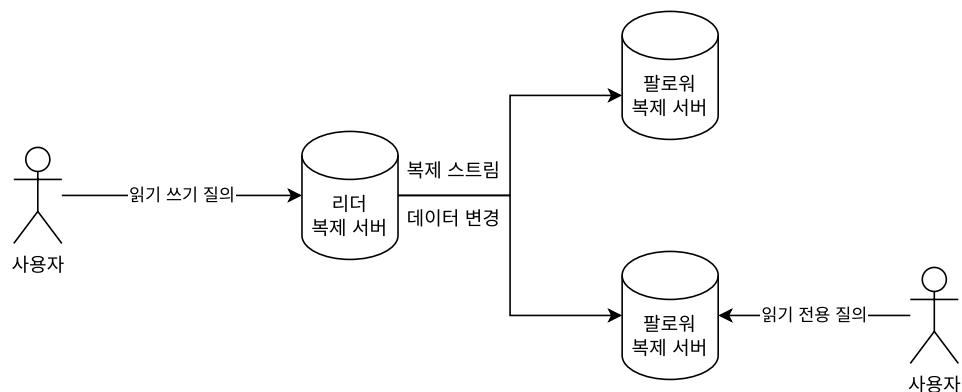 팔로워
복제 서버
복제 스트림
읽기 쓰기 질의
리더
복제 서버
데이터 변경
사용자
팔로워
복제 서버
읽기 전용 질의
사용자